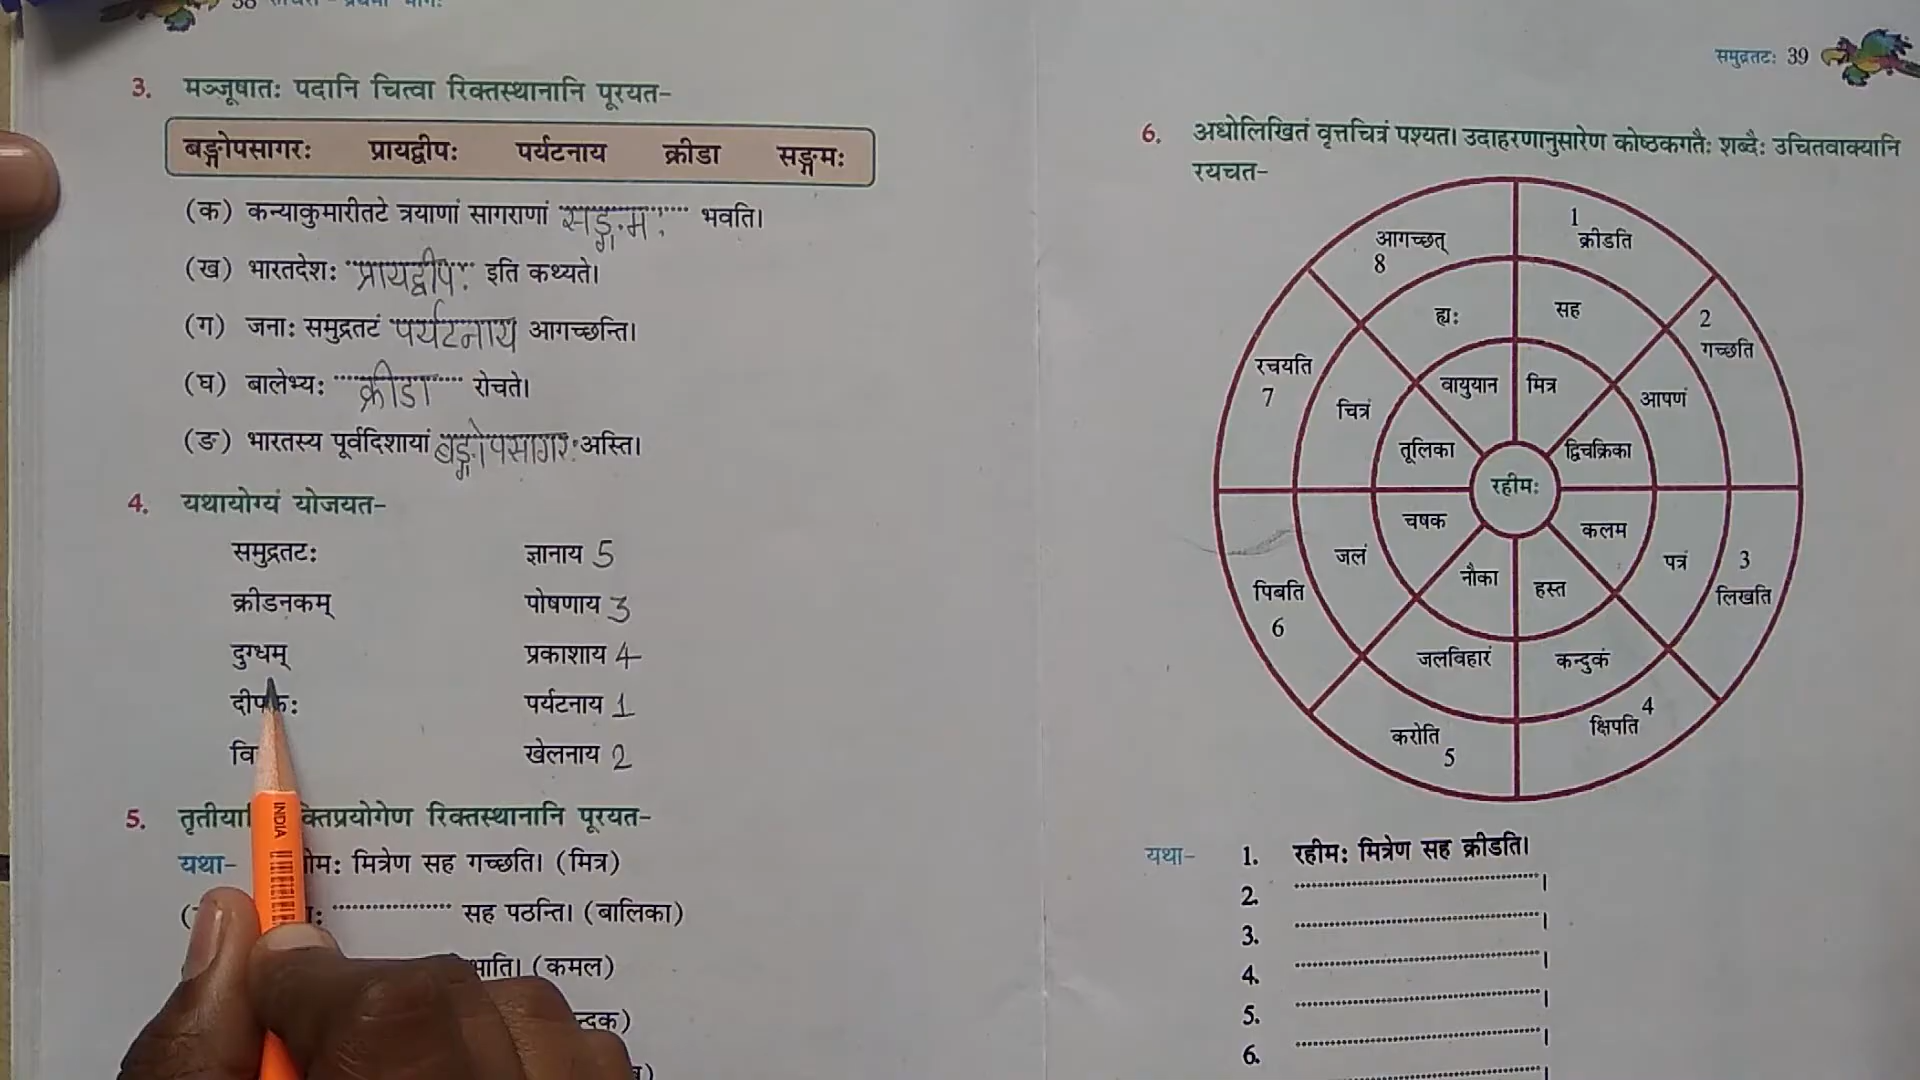 3. मञ्जूषातः पदानि चित्वा रिक्तस्थानानि पूरयत-
बङ्गोपसागरः प्रायद्वीपः पर्यटनाय क्रीडा सङ्गमः
(क) कन्याकुमारीतटे त्रयाणां सागराणां सङ्गमः भवति।
(ख) भारतदेशः प्रायद्वीपः इति कथ्यते।
(ग) जनाः समुद्रतटं पर्यटनाय आगच्छन्ति।
(घ) बालेभ्यः क्रीडा रोचते।
(ङ) भारतस्य पूर्वदिशायां बङ्गोपसागरः अस्ति।
4. यथायोग्यं योजयत-
समुद्रतटः ज्ञानाय 5
क्रीडनकम् पोषणाय 3
दुग्धम् प्रकाशाय 4
दीपकः पर्यटनाय 1
खेलनाय 2
5. रिक्तस्थानानि पूरयत-
यथा- मित्रेण सह गच्छति। (मित्र)
सह पठन्ति। (बालिका)
(कमल)
समुद्रतटः 39
6. अधोलिखितं वृत्तचित्रं पश्यत। उदाहरणानुसारेण कोष्ठकगतैः शब्दैः उचितवाक्यानि
रयचत-
आगच्छत् 8
1 क्रीडति
ह्यः
सह
2 गच्छति
रचयति 7
वायुयान
मित्र
चित्रं
आपणं
तूलिका
द्विचक्रिका
रहीमः
चषक
कलम
जलं
पत्रं
3 लिखति
नौका
हस्त
पिबति 6
जलविहारं
कन्दुकं
करोति 5
क्षिपति 4
यथा- 1. रहीमः मित्रेण सह क्रीडति।
2. ।
3. ।
4. ।
5. ।
6. ।